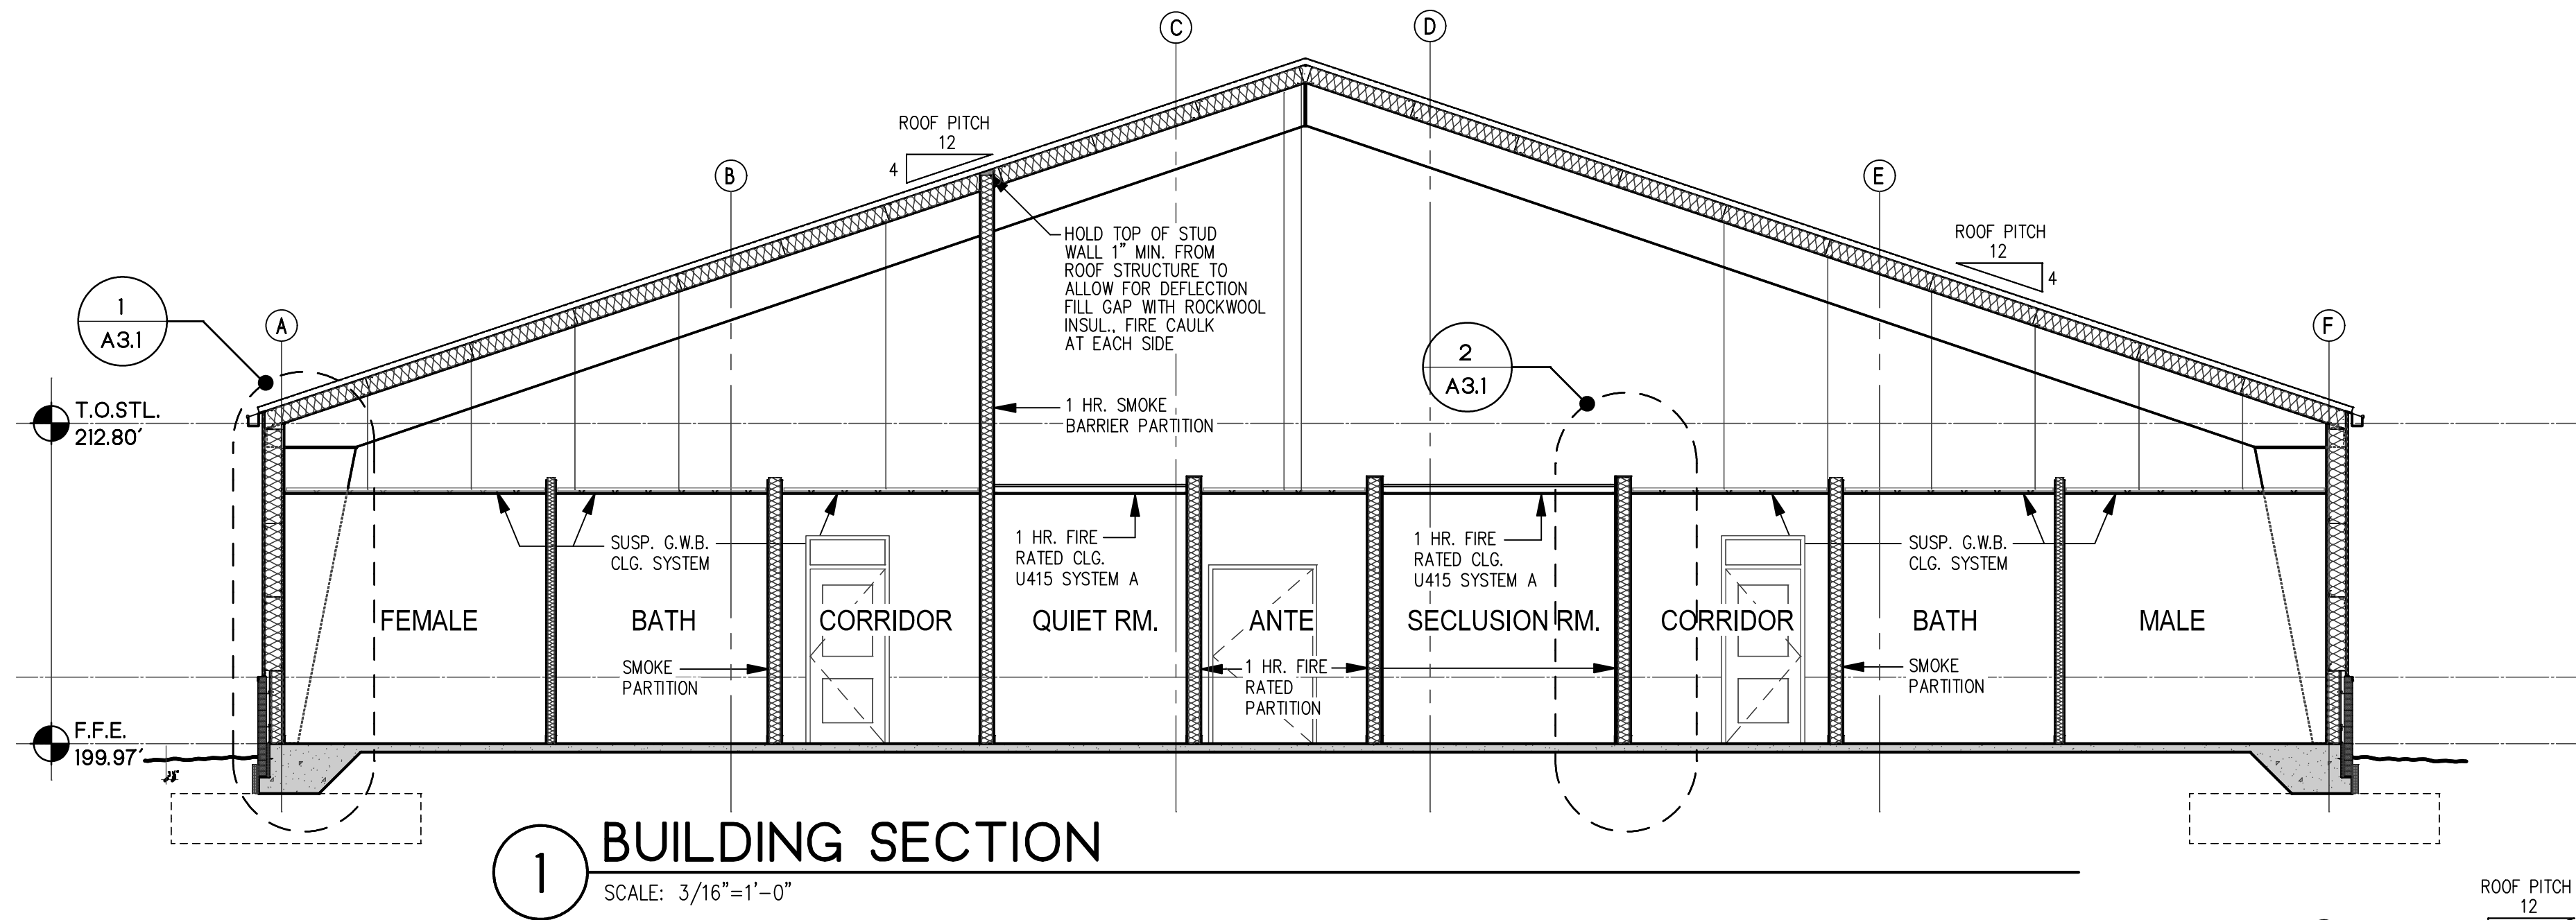 C
D
ROOF PITCH
12
4
B
E
HOLD TOP OF STUD
WALL 1" MIN. FROM
ROOF STRUCTURE TO
ALLOW FOR DEFLECTION
FILL GAP WITH ROCKWOOL
INSUL., FIRE CAULK
AT EACH SIDE
ROOF PITCH
12
4
1
A3.1
A
F
2
A3.1
T.O.STL.
212.80'
1 HR. SMOKE
BARRIER PARTITION
SUSP. G.W.B.
CLG. SYSTEM
1 HR. FIRE
RATED CLG.
U415 SYSTEM A
1 HR. FIRE
RATED CLG.
U415 SYSTEM A
SUSP. G.W.B.
CLG. SYSTEM
FEMALE
BATH
CORRIDOR
QUIET RM.
ANTE
SECLUSION RM.
CORRIDOR
BATH
MALE
SMOKE
PARTITION
1 HR. FIRE
RATED
PARTITION
SMOKE
PARTITION
F.F.E.
199.97'
1
BUILDING SECTION
SCALE: 3/16"=1'-0"
ROOF PITCH
12